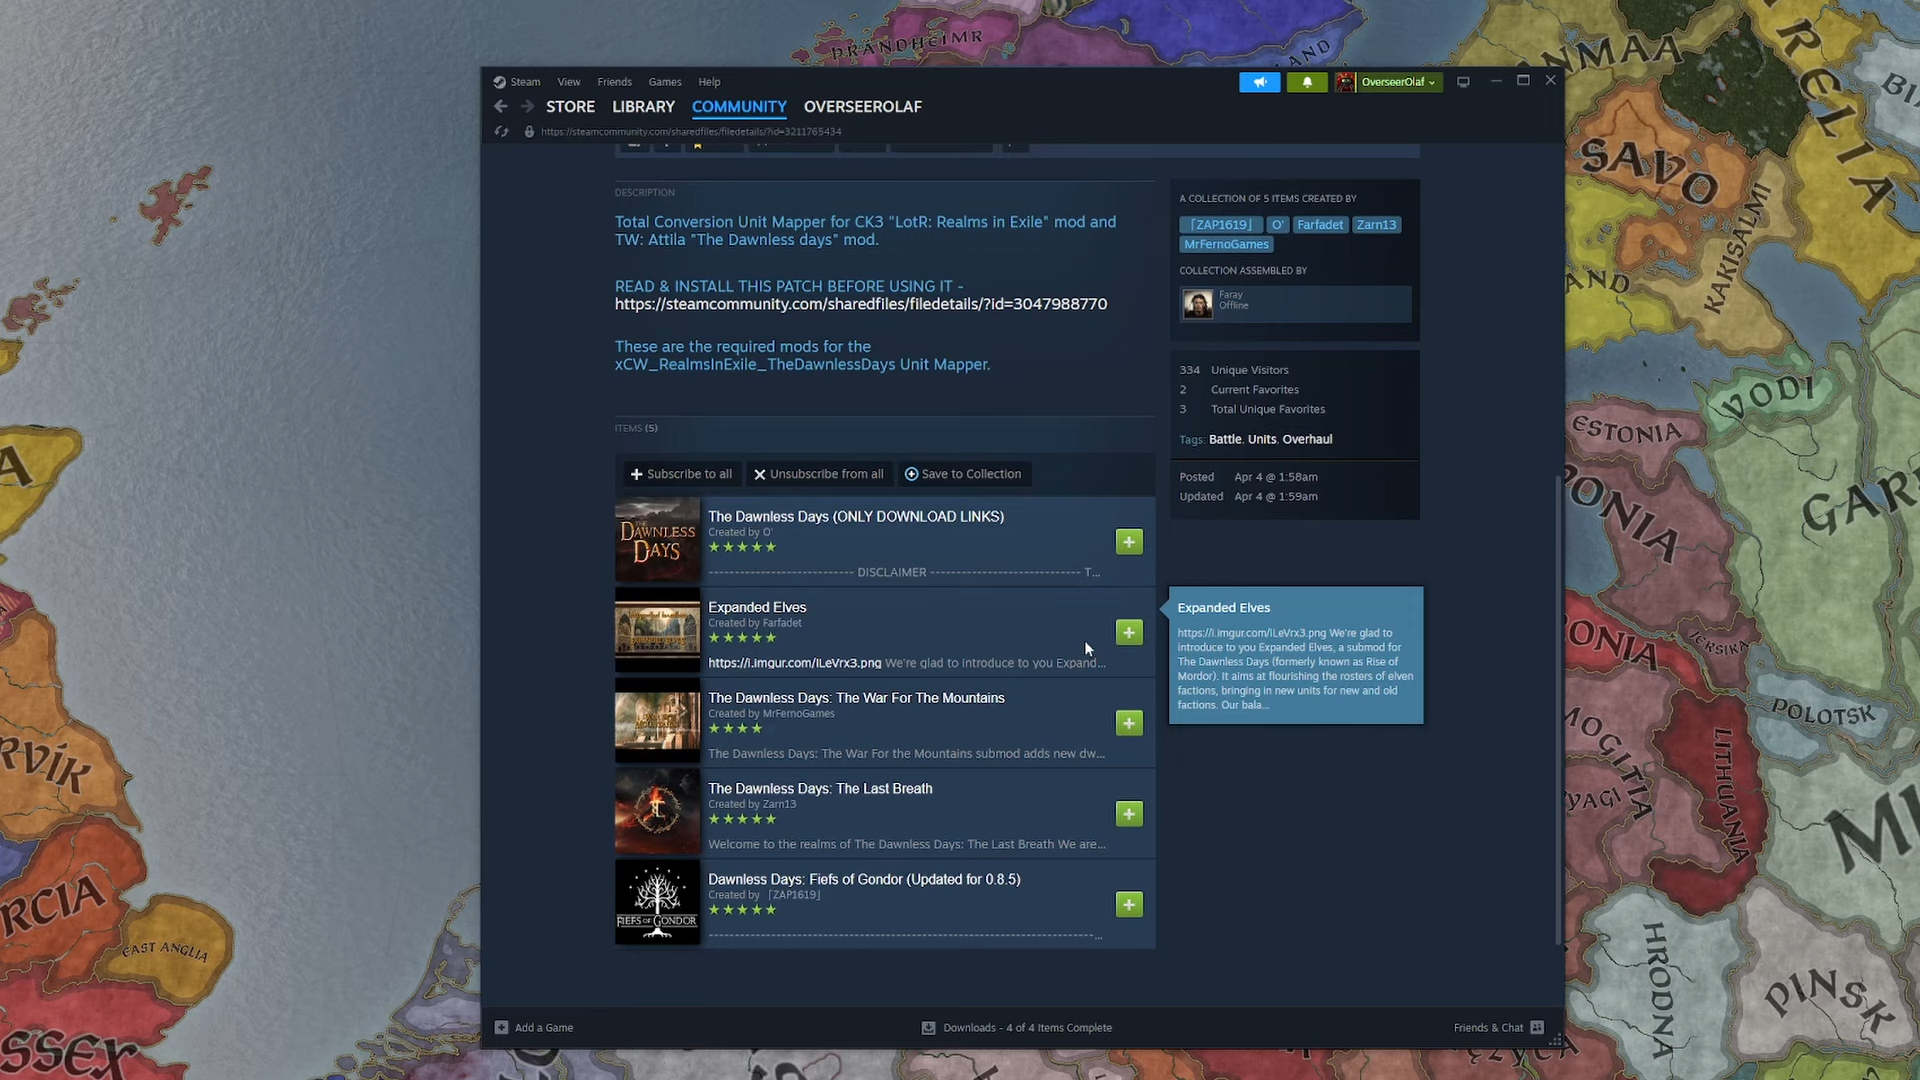 ÞRÁNDHEIMR
Steam
View
Friends
Games
Help
OverseerOlaf
STORE
LIBRARY
COMMUNITY
OVERSEEROLAF
https://steamcommunity.com/sharedfiles/filedetails/?id=3211765434
DESCRIPTION
Total Conversion Unit Mapper for CK3 "LotR: Realms in Exile" mod and
TW: Attila "The Dawnless days" mod.
READ & INSTALL THIS PATCH BEFORE USING IT -
https://steamcommunity.com/sharedfiles/filedetails/?id=3047988770
These are the required mods for the
xCW_RealmsInExile_TheDawnlessDays Unit Mapper.
A COLLECTION OF 5 ITEMS CREATED BY
「ZAP1619」
O'
Farfadet
Zarn13
MrFernoGames
COLLECTION ASSEMBLED BY
Faray
Offline
334 Unique Visitors
2 Current Favorites
3 Total Unique Favorites
Tags: Battle, Units, Overhaul
Posted Apr 4 @ 1:58am
Updated Apr 4 @ 1:59am
ITEMS (5)
Subscribe to all
Unsubscribe from all
Save to Collection
THE DAWNLESS DAYS
The Dawnless Days (ONLY DOWNLOAD LINKS)
Created by O'
---------------------------- DISCLAIMER ---------------------------- T...
Expanded Elves
Created by Farfadet
https://i.imgur.com/ILeVrx3.png We're glad to introduce to you Expand...
Expanded Elves
https://i.imgur.com/ILeVrx3.png We're glad to
introduce to you Expanded Elves, a submod for
The Dawnless Days (formerly known as Rise of
Mordor). It aims at flourishing the rosters of elven
factions, bringing in new units for new and old
factions. Our bala...
The Dawnless Days: The War For The Mountains
Created by MrFernoGames
The Dawnless Days: The War For the Mountains submod adds new dw...
The Dawnless Days: The Last Breath
Created by Zarn13
Welcome to the realms of The Dawnless Days: The Last Breath We are...
FIEFS OF GONDOR
Dawnless Days: Fiefs of Gondor (Updated for 0.8.5)
Created by 「ZAP1619」
Add a Game
Downloads - 4 of 4 Items Complete
Friends & Chat
SAVO
KAKISALMI
VODI
ESTONIA
JERSIKA
POLOTSK
LITHUANIA
HRODNA
PINSK
EAST ANGLIA